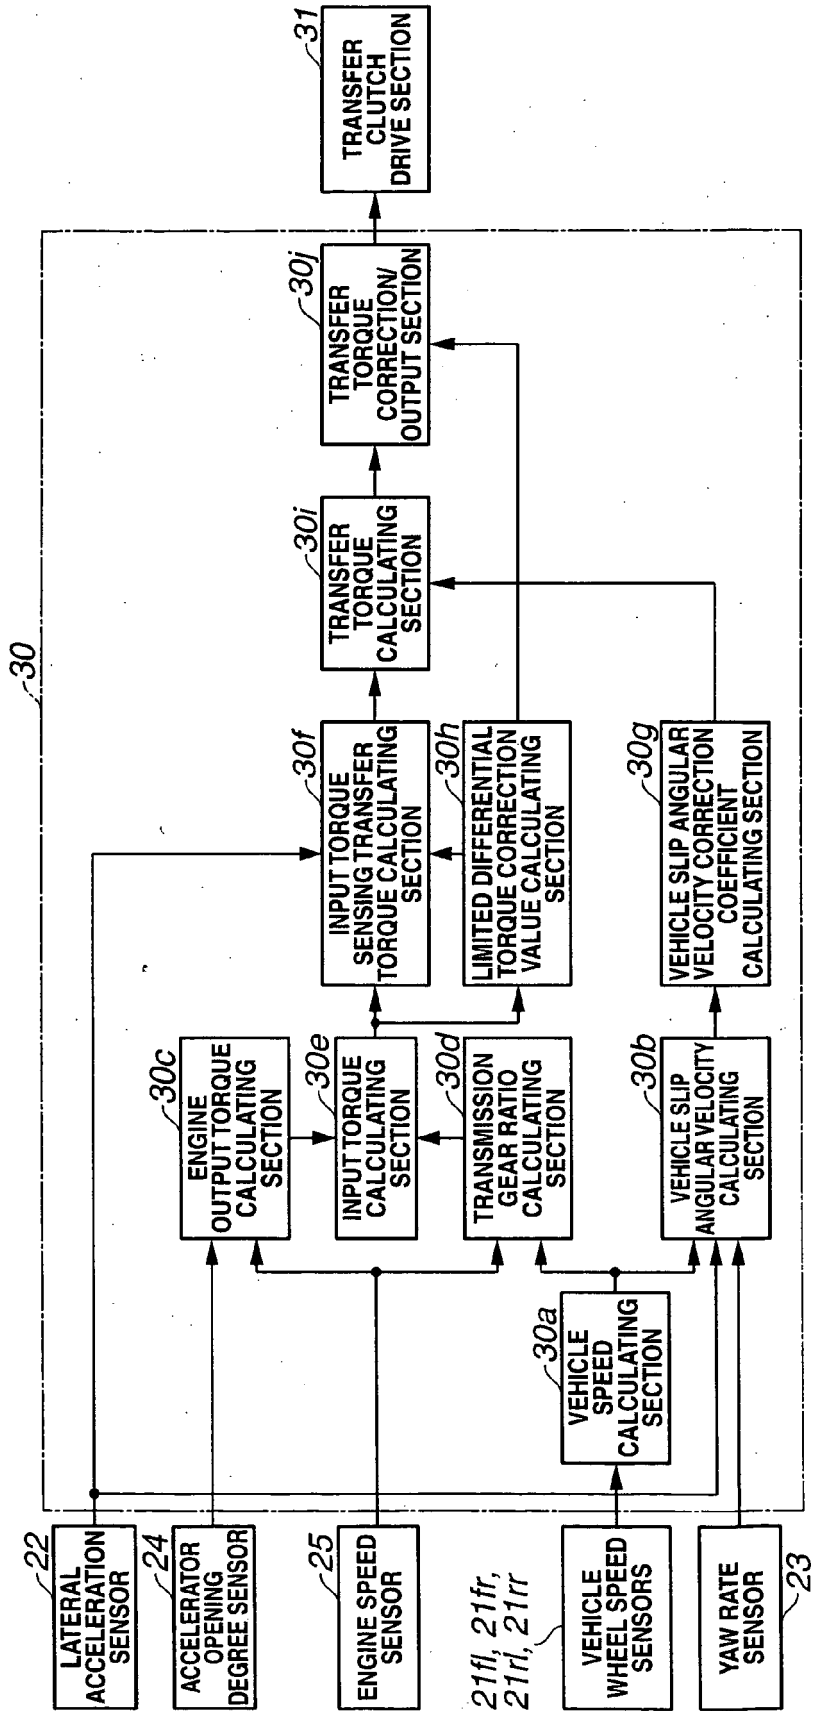 22
LATERAL
ACCELERATION
SENSOR
24
ACCELERATOR
OPENING
DEGREE SENSOR
25
ENGINE SPEED
SENSOR
21fl, 21fr,
21rl, 21rr
VEHICLE
WHEEL SPEED
SENSORS
YAW RATE
SENSOR
23
30
30a
VEHICLE
SPEED
CALCULATING
SECTION
30c
ENGINE
OUTPUT TORQUE
CALCULATING
SECTION
30e
INPUT TORQUE
CALCULATING
SECTION
30d
TRANSMISSION
GEAR RATIO
CALCULATING
SECTION
30b
VEHICLE SLIP
ANGULAR VELOCITY
CALCULATING
SECTION
30f
INPUT TORQUE
SENSING TRANSFER
TORQUE CALCULATING
SECTION
30h
LIMITED DIFFERENTIAL
TORQUE CORRECTION
VALUE CALCULATING
SECTION
30g
VEHICLE SLIP ANGULAR
VELOCITY CORRECTION
COEFFICIENT
CALCULATING SECTION
30i
TRANSFER
TORQUE
CALCULATING
SECTION
30j
TRANSFER
TORQUE
CORRECTION/
OUTPUT SECTION
31
TRANSFER
CLUTCH
DRIVE SECTION